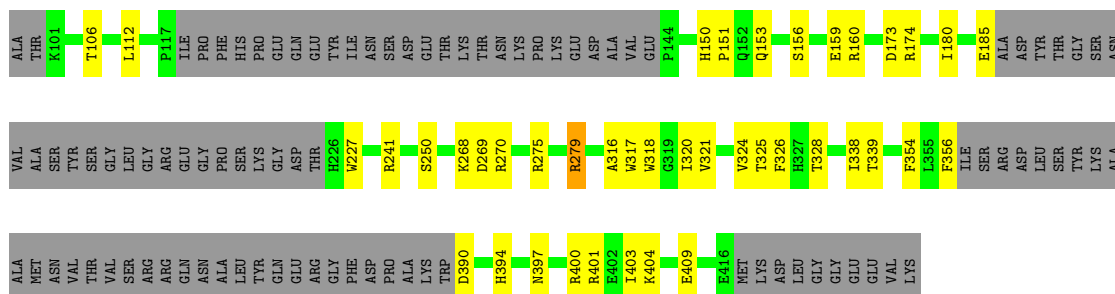 ALA THR K101 T106 L112 P117 ILE PRO PHE HIS PRO GLU GLN GLU TYR ILE ASN SER ASP GLU THR LYS THR ASN LYS PRO LYS GLU ASP ALA VAL GLU P144 H150 P151 Q152 Q153 S156 E159 R160 D173 R174 I180 E185 ALA ASP TYR THR GLY SER ASN
VAL ALA SER TYR SER GLY LEU GLY ARG GLU GLY PRO SER LYS GLY ASP THR H226 W227 R241 S250 K268 D269 R270 R275 R279 A316 W317 W318 G319 I320 V321 V324 T325 F326 H327 T328 I338 T339 F354 L355 F356 ILE SER ARG ASP LEU SER TYR LYS ALA
ALA MET ASN VAL THR VAL SER ARG ARG GLN ASN ALA LEU TYR GLN GLU ARG GLY PHE ASP PRO ALA LYS TRP D390 H394 N397 R400 R401 E402 I403 K404 E409 E416 MET LYS ASP LEU GLY GLY GLU GLU VAL LYS